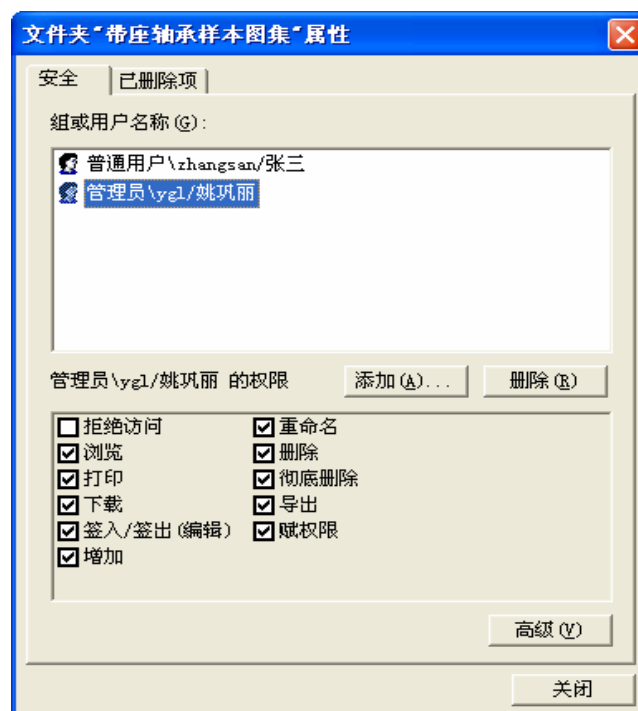 文件夹“带座轴承样本图集”属性
安全 已删除项
组或用户名称(G):
普通用户\zhangsan/张三
管理员\ygl/姚巩丽
管理员\ygl/姚巩丽 的权限 添加(A)... 删除(R)
拒绝访问 重命名
浏览 删除
打印 彻底删除
下载 导出
签入/签出(编辑) 赋权限
增加
高级(V)
关闭